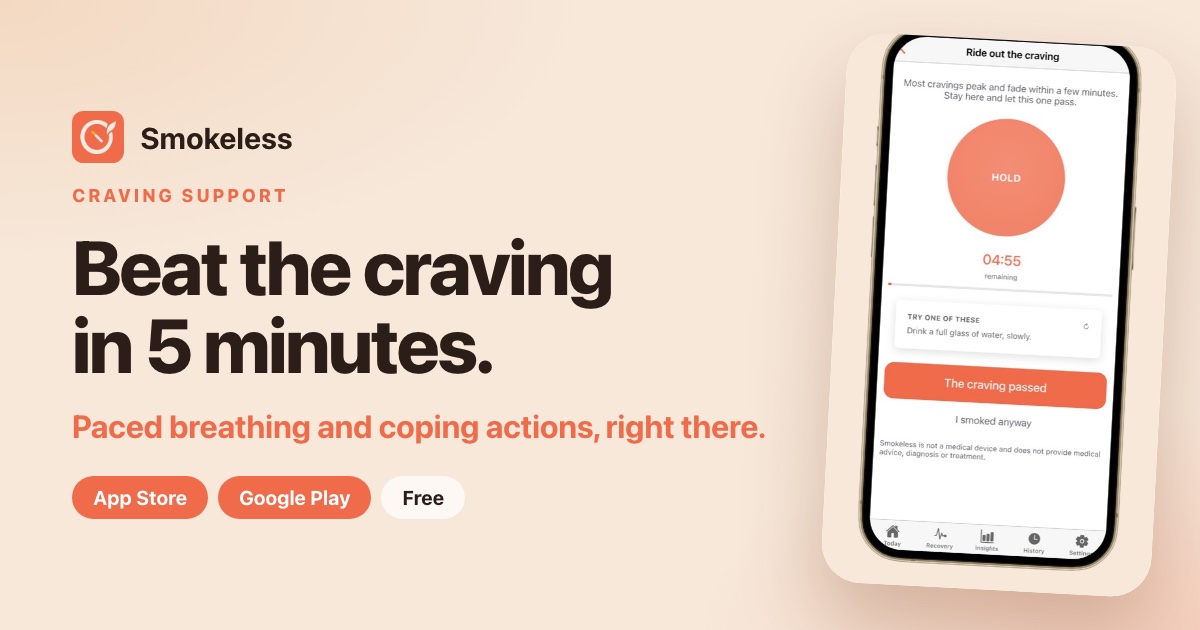 Smokeless
CRAVING SUPPORT
Beat the craving
in 5 minutes.
Paced breathing and coping actions, right there.
App Store
Google Play
Free
Ride out the craving
Most cravings peak and fade within a few minutes.
Stay here and let this one pass.
HOLD
04:55
remaining
TRY ONE OF THESE
Drink a full glass of water, slowly.
The craving passed
I smoked anyway
Smokeless is not a medical device and does not provide medical
advice, diagnosis or treatment.
Today
Recovery
Insights
History
Settings